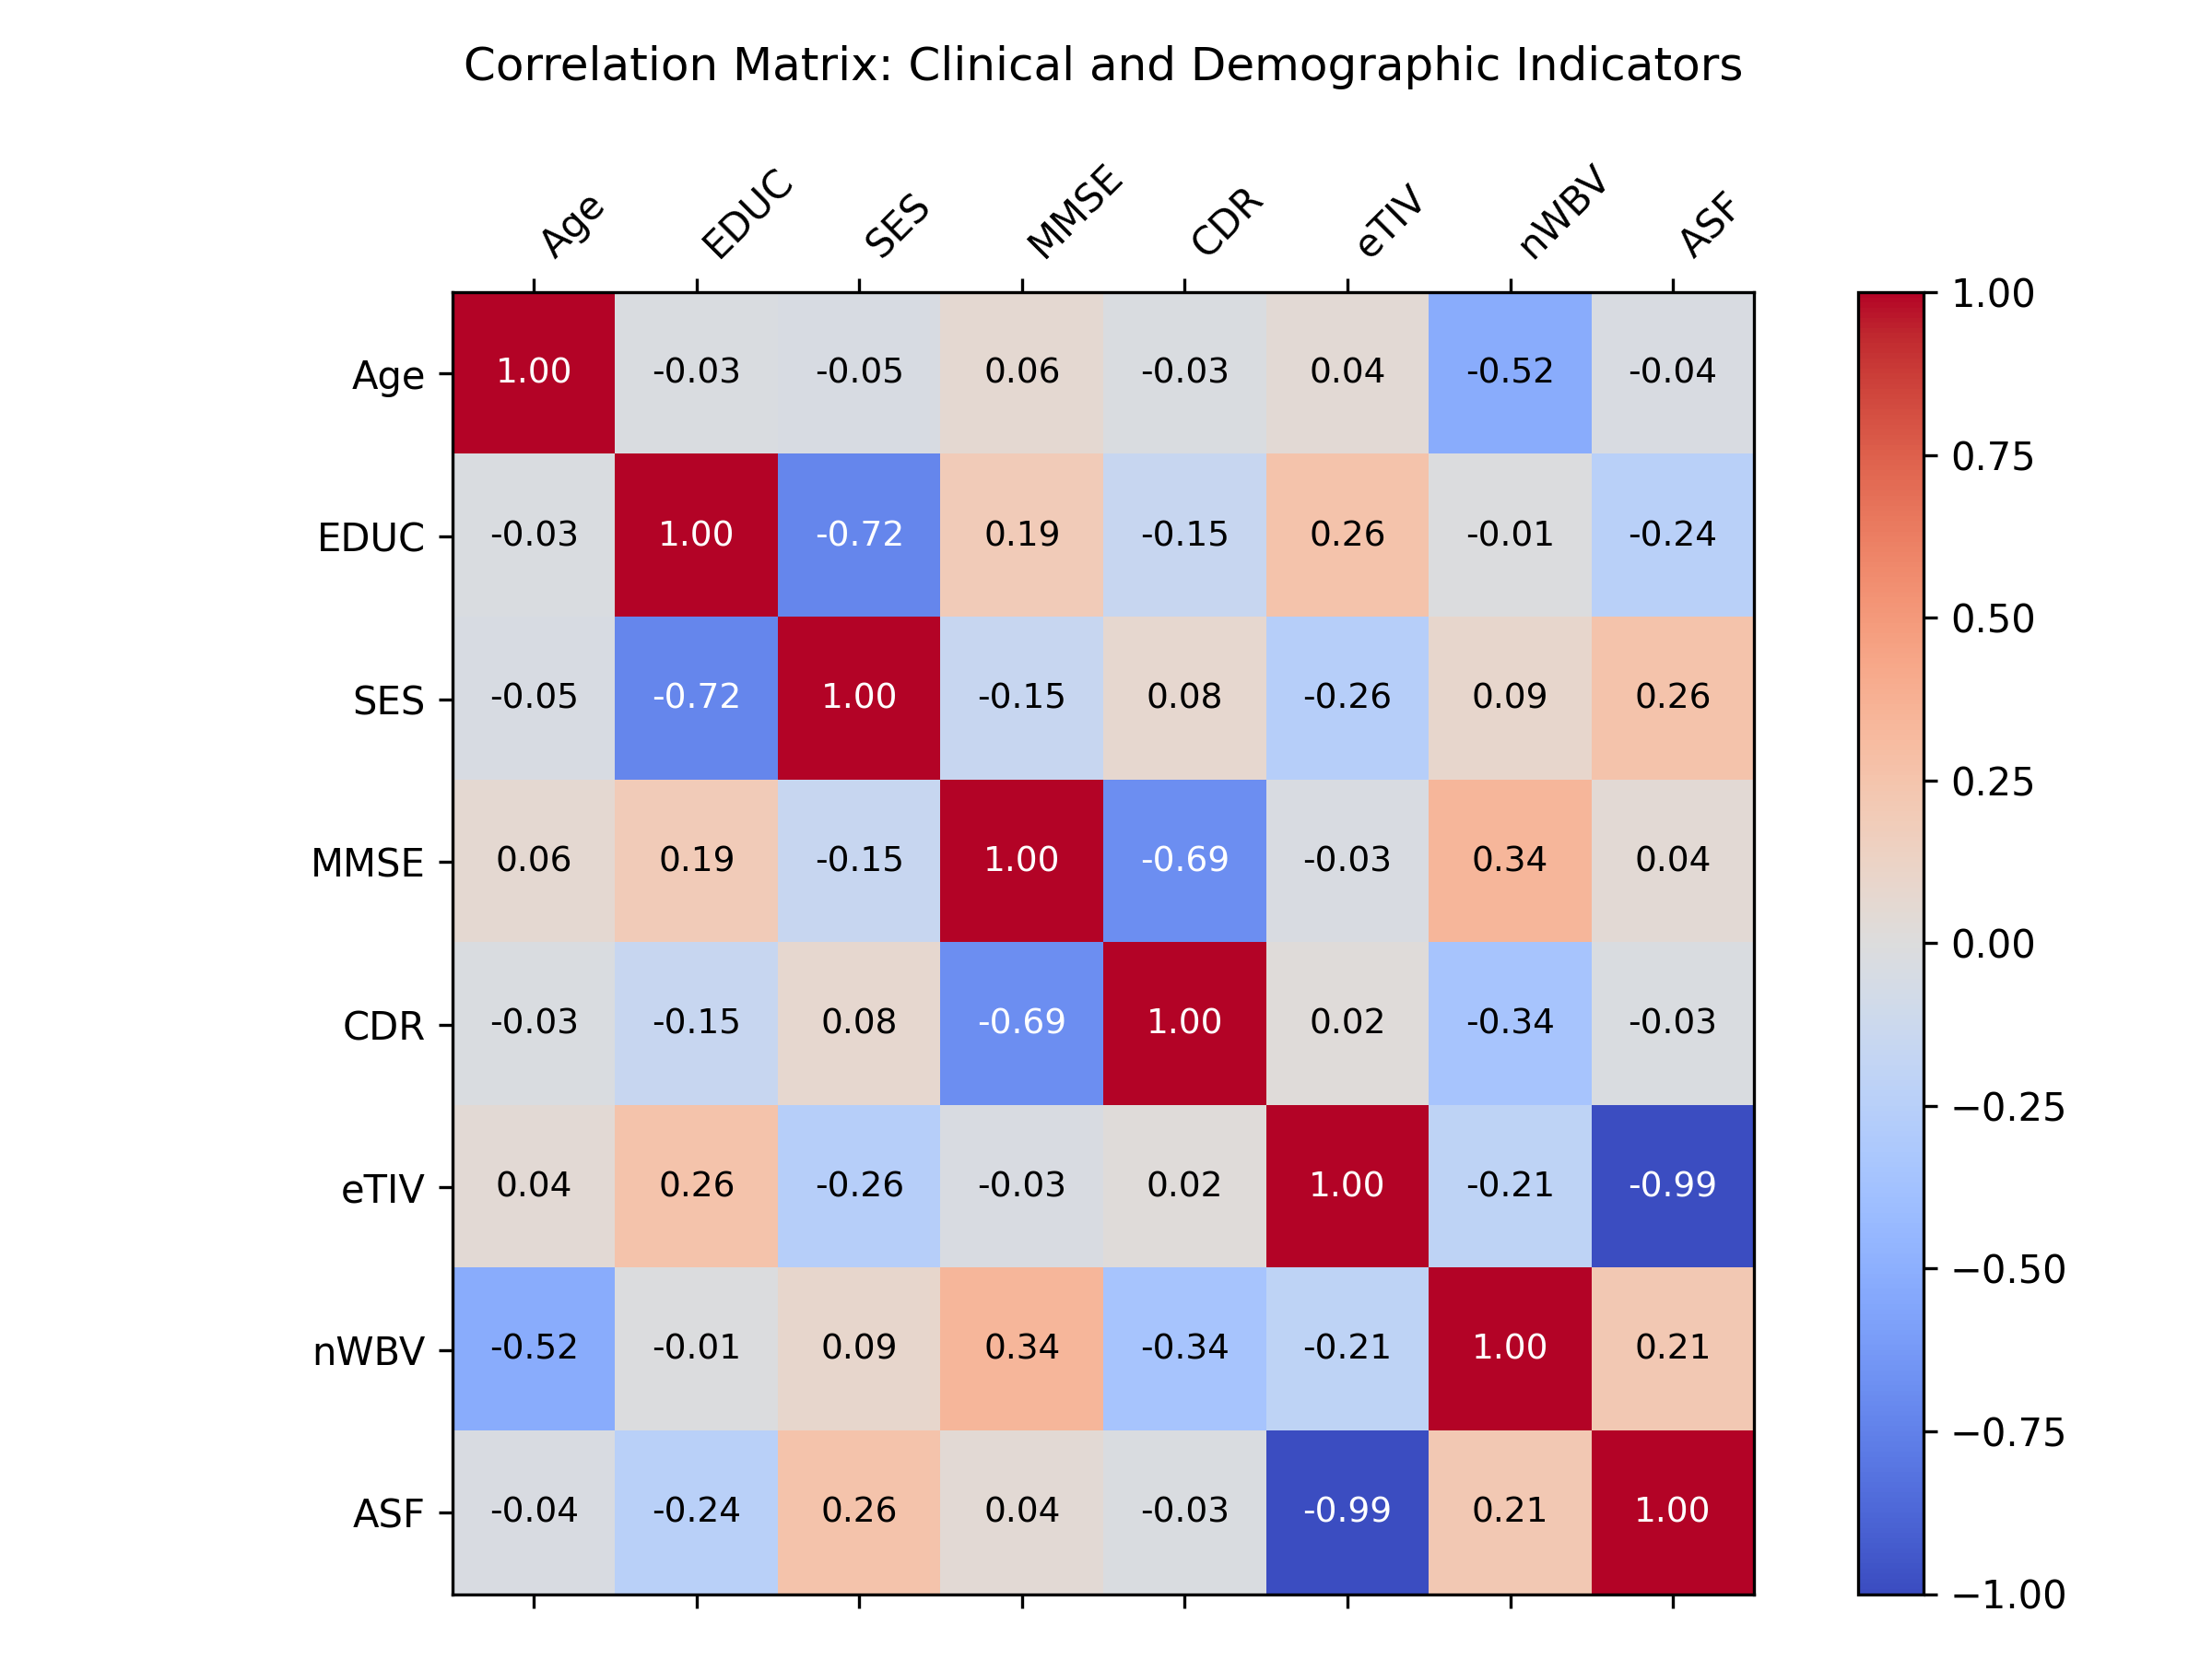 Correlation Matrix: Clinical and Demographic Indicators
Age EDUC SES MMSE CDR eTIV nWBV ASF
Age 1.00 -0.03 -0.05 0.06 -0.03 0.04 -0.52 -0.04
EDUC -0.03 1.00 -0.72 0.19 -0.15 0.26 -0.01 -0.24
SES -0.05 -0.72 1.00 -0.15 0.08 -0.26 0.09 0.26
MMSE 0.06 0.19 -0.15 1.00 -0.69 -0.03 0.34 0.04
CDR -0.03 -0.15 0.08 -0.69 1.00 0.02 -0.34 -0.03
eTIV 0.04 0.26 -0.26 -0.03 0.02 1.00 -0.21 -0.99
nWBV -0.52 -0.01 0.09 0.34 -0.34 -0.21 1.00 0.21
ASF -0.04 -0.24 0.26 0.04 -0.03 -0.99 0.21 1.00
1.00
0.75
0.50
0.25
0.00
−0.25
−0.50
−0.75
−1.00